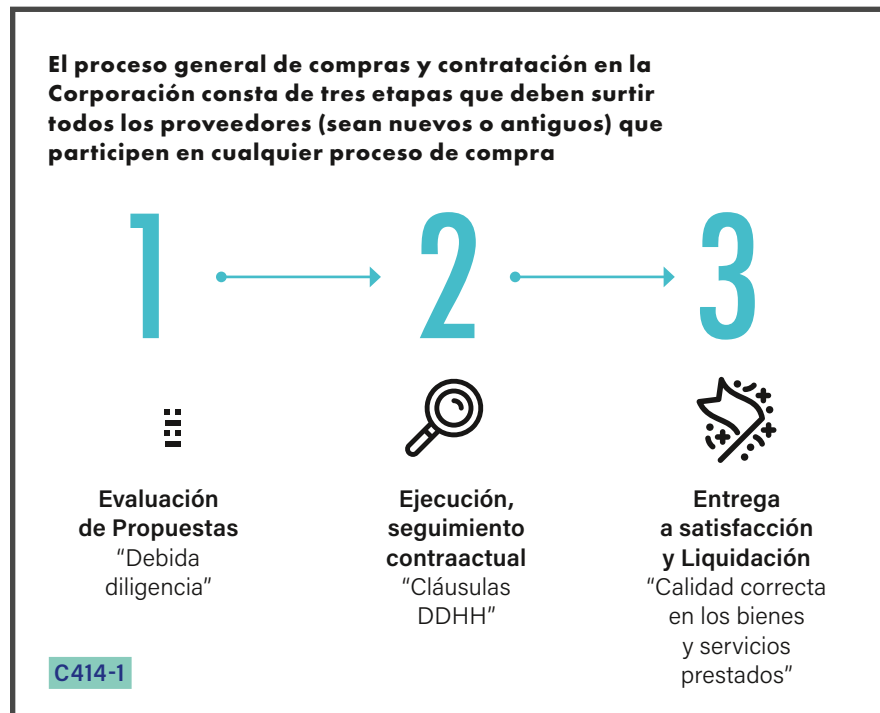 El proceso general de compras y contratación en la
Corporación consta de tres etapas que deben surtir
todos los proveedores (sean nuevos o antiguos) que
participen en cualquier proceso de compra
1
2
3
Evaluación
de Propuestas
“Debida
diligencia”
Ejecución,
seguimiento
contraactual
“Cláusulas
DDHH”
Entrega
a satisfacción
y Liquidación
“Calidad correcta
en los bienes
y servicios
prestados”
C414-1